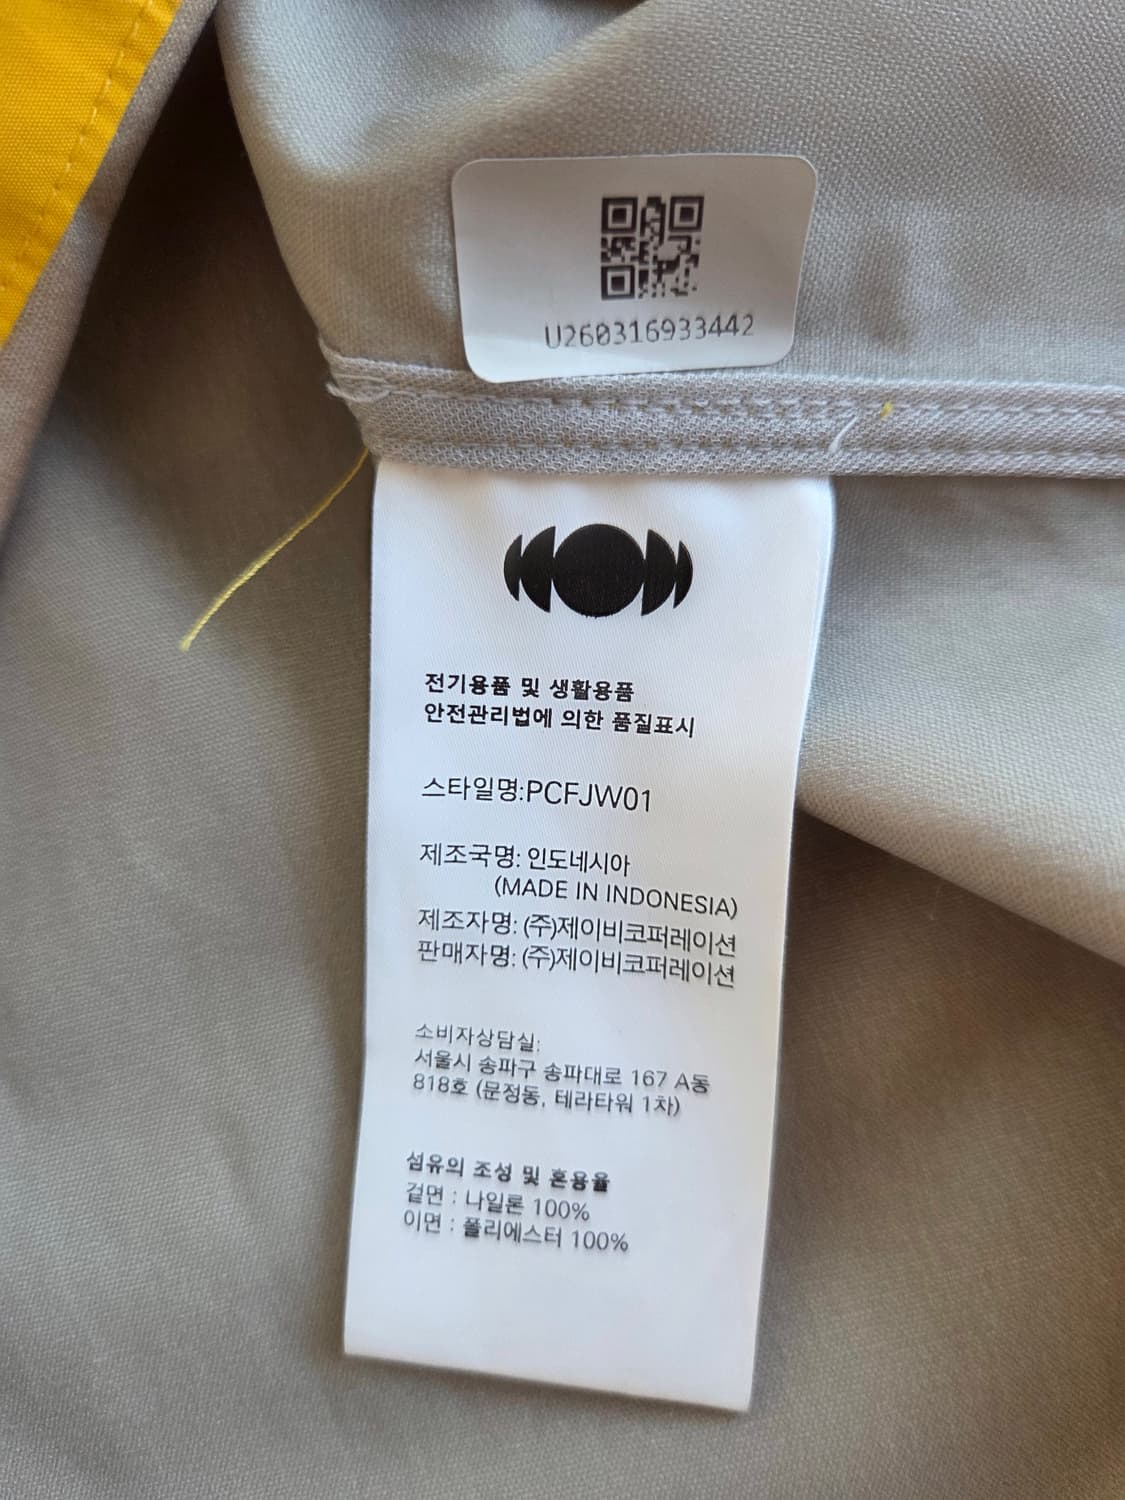 U260316933442
전기용품 및 생활용품
안전관리법에 의한 품질표시
스타일명:PCFJW01
제조국명: 인도네시아
(MADE IN INDONESIA)
제조자명: (주)제이비코퍼레이션
판매자명: (주)제이비코퍼레이션
소비자상담실:
서울시 송파구 송파대로 167 A동
818호 (문정동, 테라타워 1차)
섬유의 조성 및 혼용율
겉면 : 나일론 100%
이면 : 폴리에스터 100%